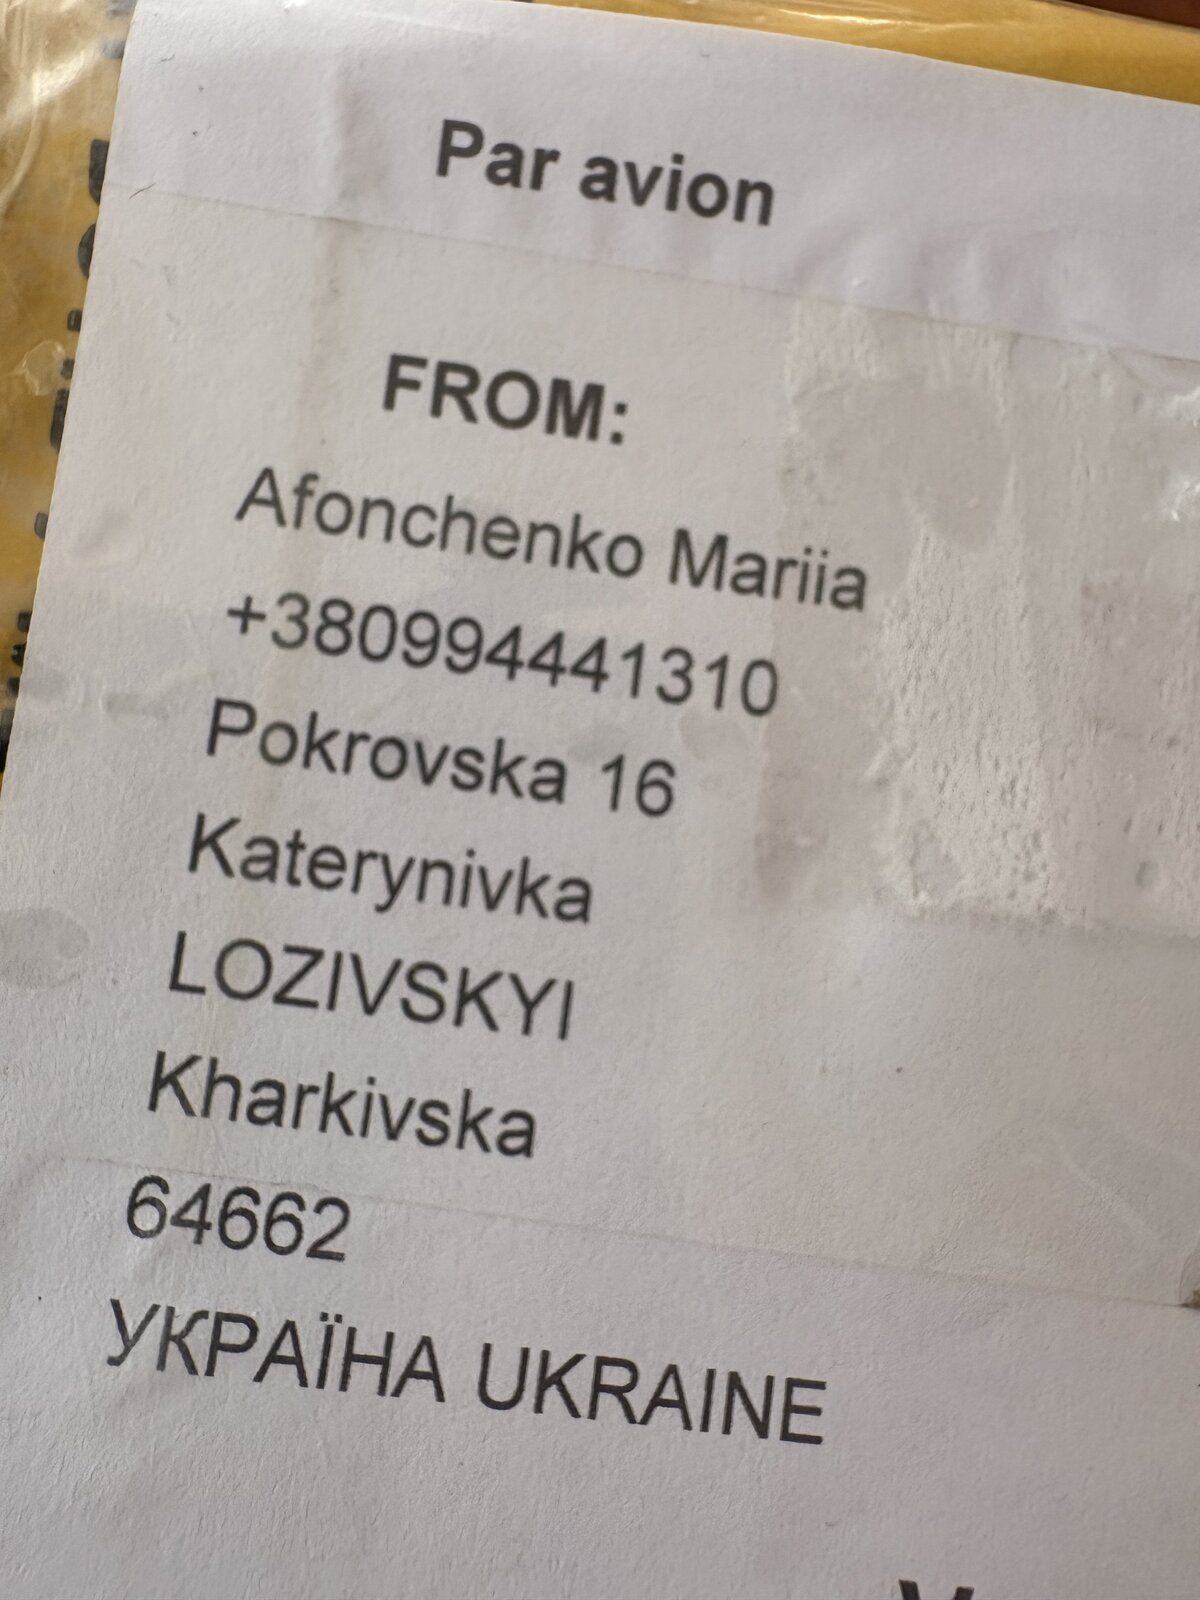 Par avion
FROM:
Afonchenko Mariia
+380994441310
Pokrovska 16
Katerynivka
LOZIVSKYI
Kharkivska
64662
УКРАЇНА UKRAINE